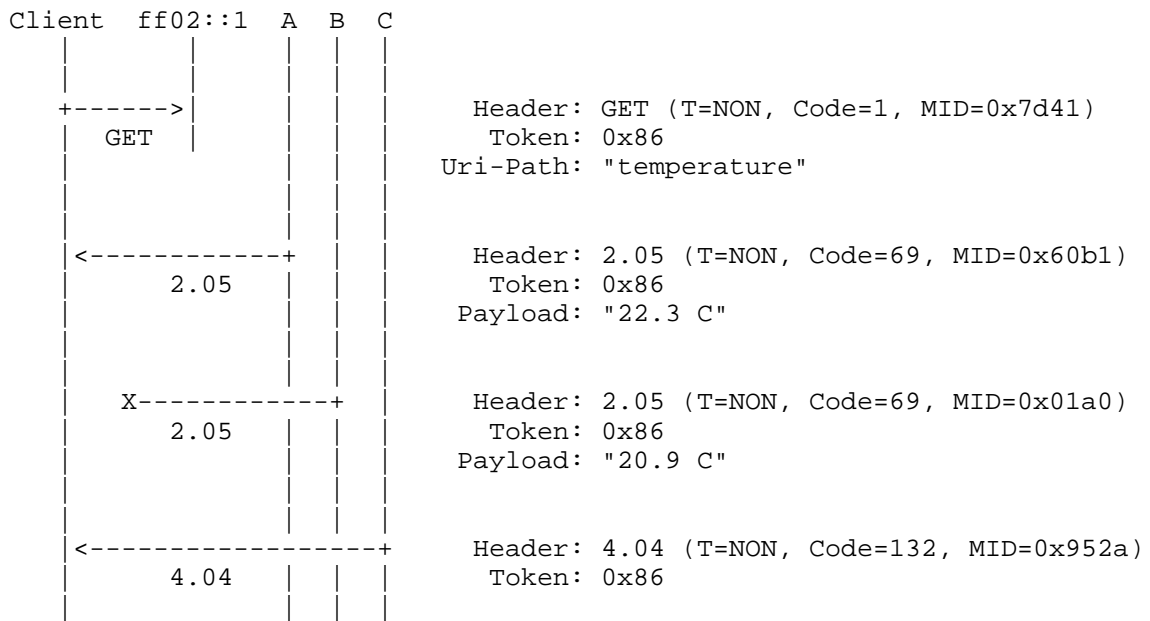 Client ff02::1 A B C
+------>| Header: GET (T=NON, Code=1, MID=0x7d41)
GET Token: 0x86
Uri-Path: "temperature"
<------------+ Header: 2.05 (T=NON, Code=69, MID=0x60b1)
2.05 Token: 0x86
Payload: "22.3 C"
X------------+ Header: 2.05 (T=NON, Code=69, MID=0x01a0)
2.05 Token: 0x86
Payload: "20.9 C"
<------------------+ Header: 4.04 (T=NON, Code=132, MID=0x952a)
4.04 Token: 0x86